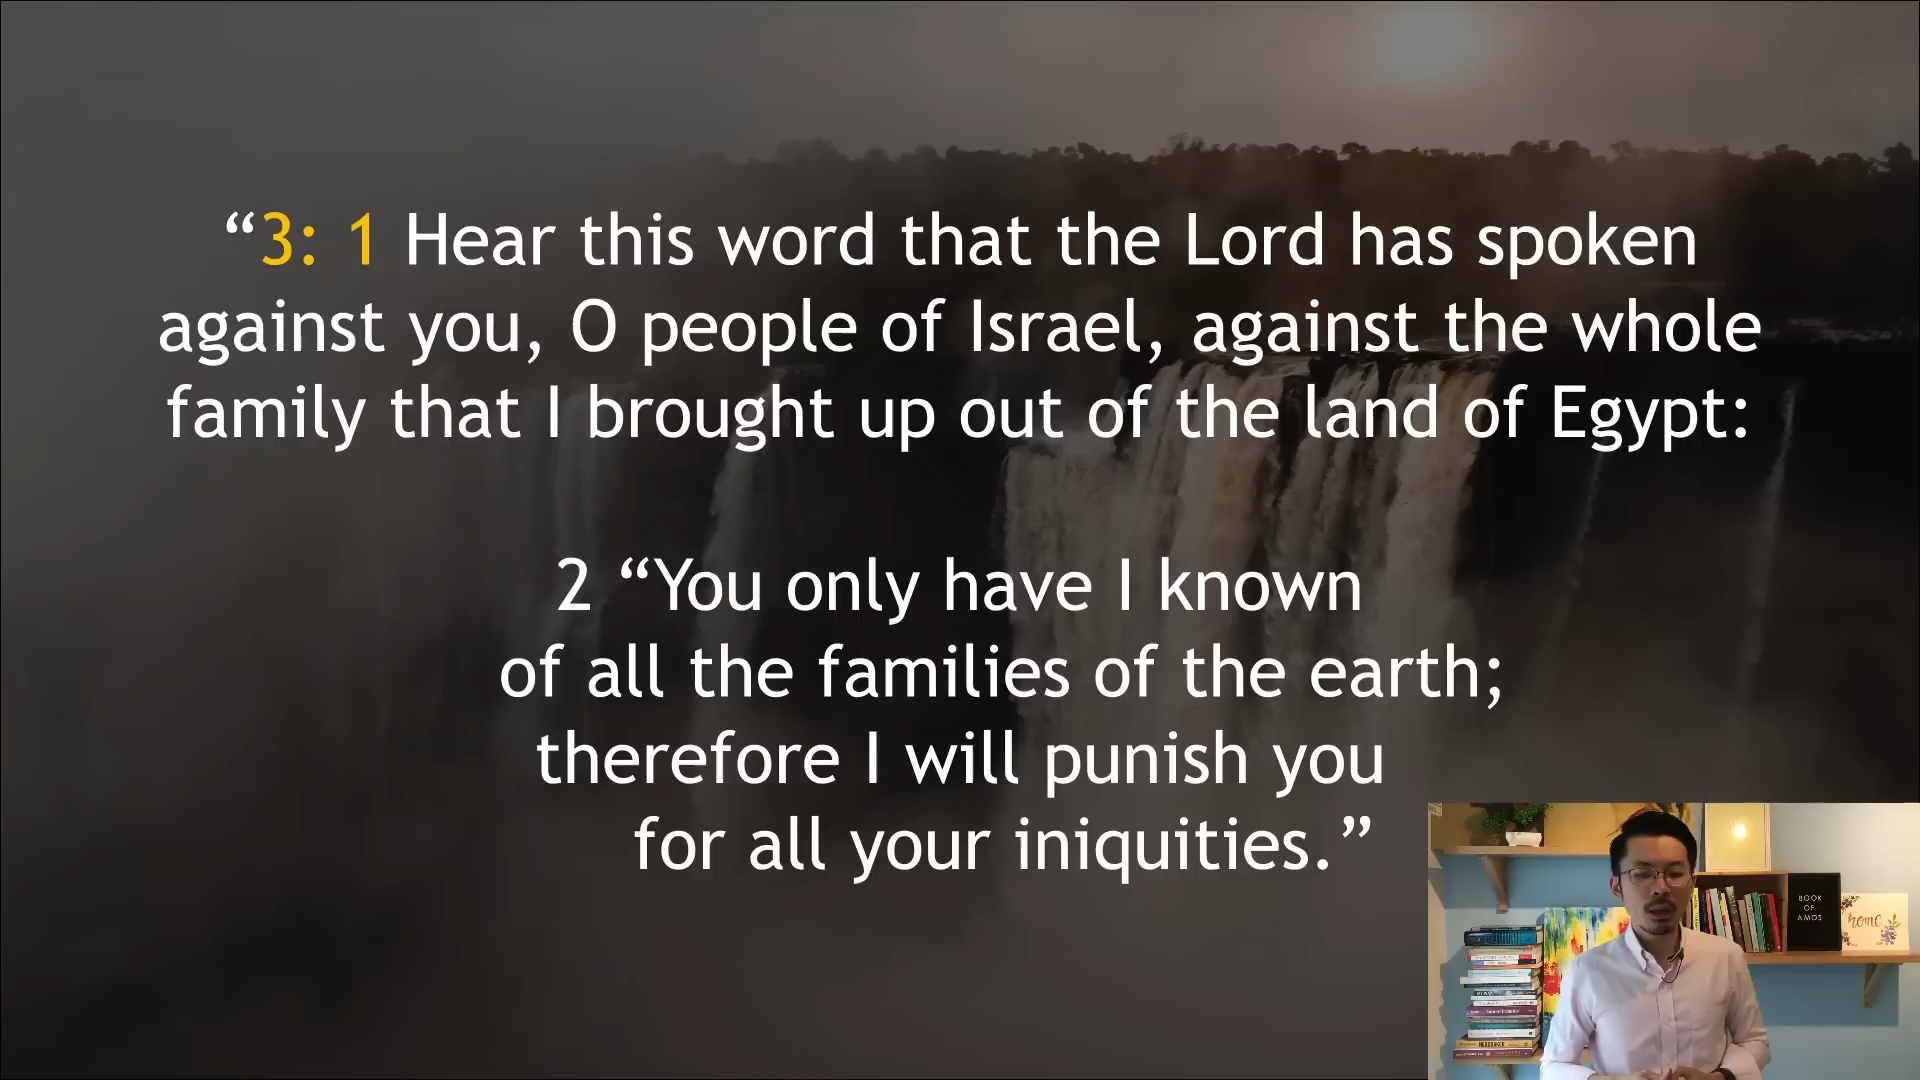 “3: 1 Hear this word that the Lord has spoken
against you, O people of Israel, against the whole
family that I brought up out of the land of Egypt:
2 “You only have I known
of all the families of the earth;
therefore I will punish you
for all your iniquities.”
BOOK
OF
AMOS
home
NERDBAKER